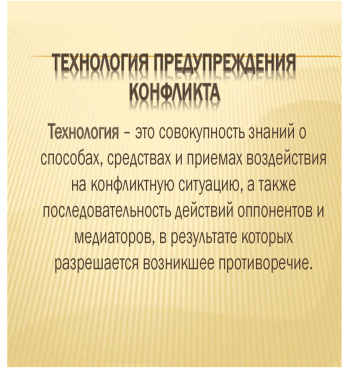 ТЕХНОЛОГИЯ ПРЕДУПРЕЖДЕНИЯ
КОНФЛИКТА
Технология – это совокупность знаний о
способах, средствах и приемах воздействия
на конфликтную ситуацию, а также
последовательность действий оппонентов и
медиаторов, в результате которых
разрешается возникшее противоречие.